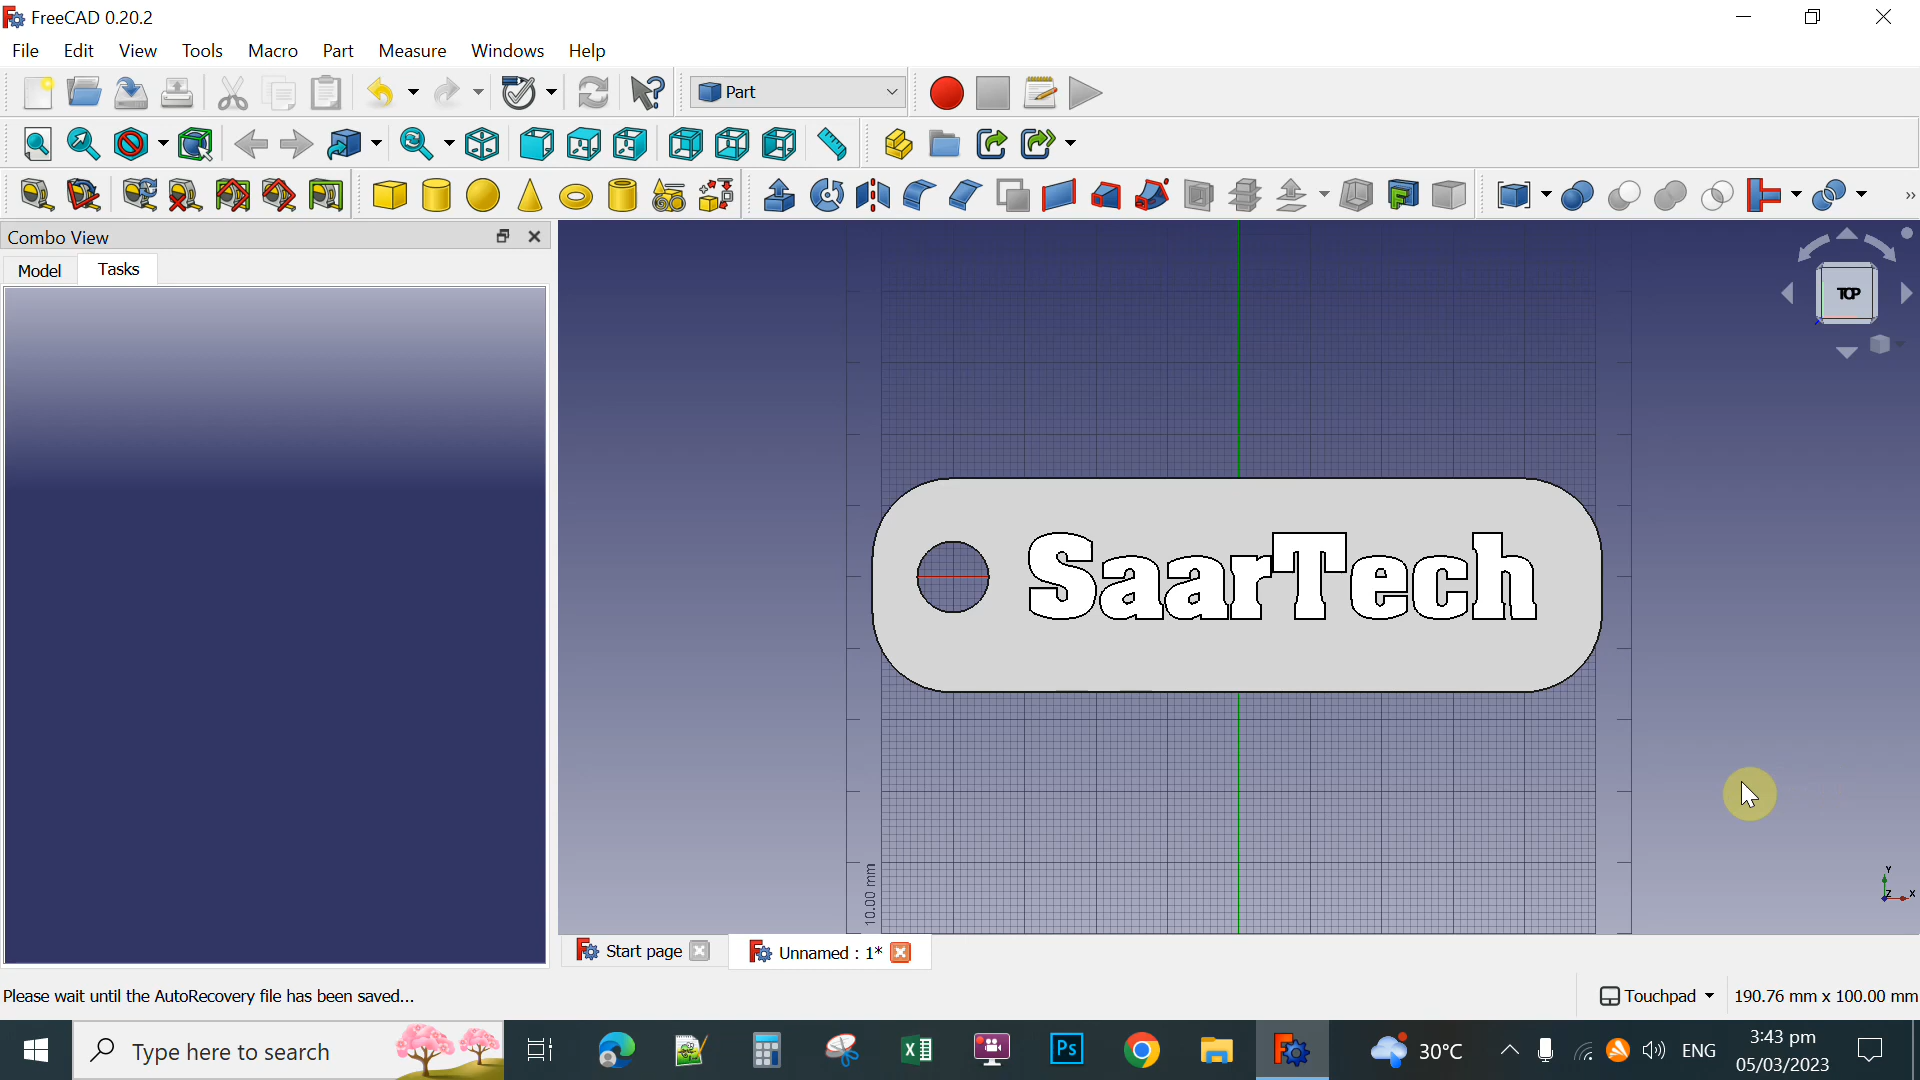 FreeCAD 0.20.2
File Edit View Tools Macro Part Measure Windows Help
Part
Combo View
Model Tasks
TOP
SaarTech
10.00 mm
Y
Z X
Start page
Unnamed : 1*
Please wait until the AutoRecovery file has been saved...
Touchpad
190.76 mm x 100.00 mm
Type here to search
Ps
30°C
ENG
3:43 pm
05/03/2023